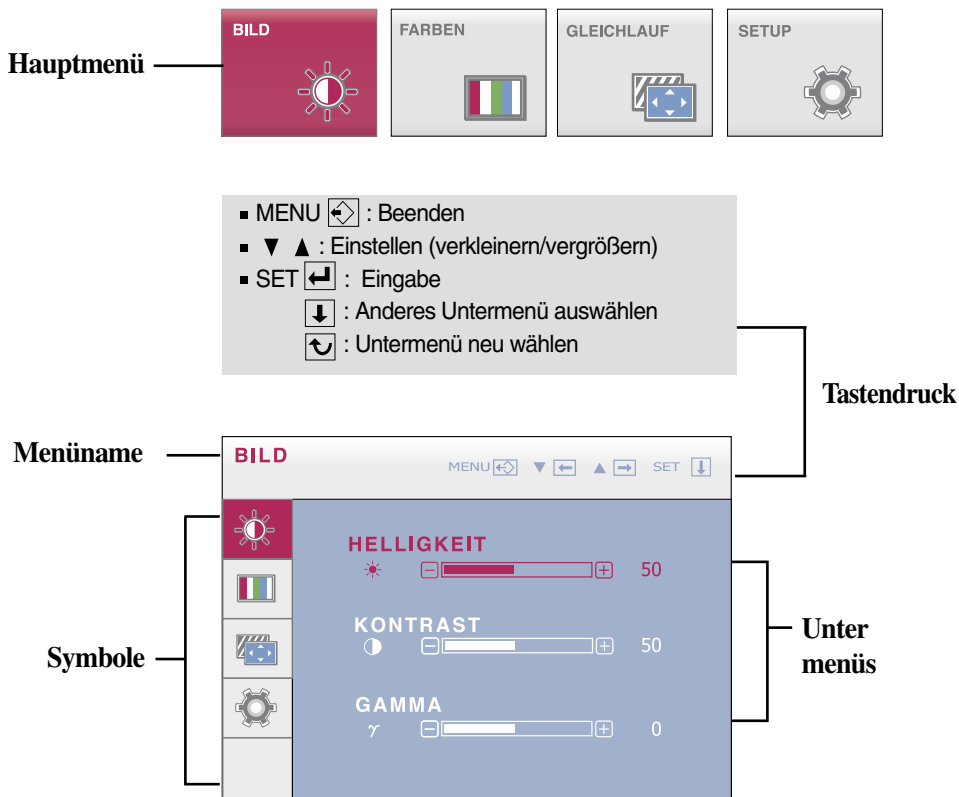 BILD FARBEN GLEICHLAUF SETUP
Hauptmenü
MENU : Beenden
▼ ▲ : Einstellen (verkleinern/vergrößern)
SET : Eingabe
: Anderes Untermenü auswählen
: Untermenü neu wählen
Tastendruck
Menüname
BILD MENU ▼ ▲ SET
HELLIGKEIT
50
KONTRAST
50
Symbole
Unter
menüs
GAMMA
γ 0